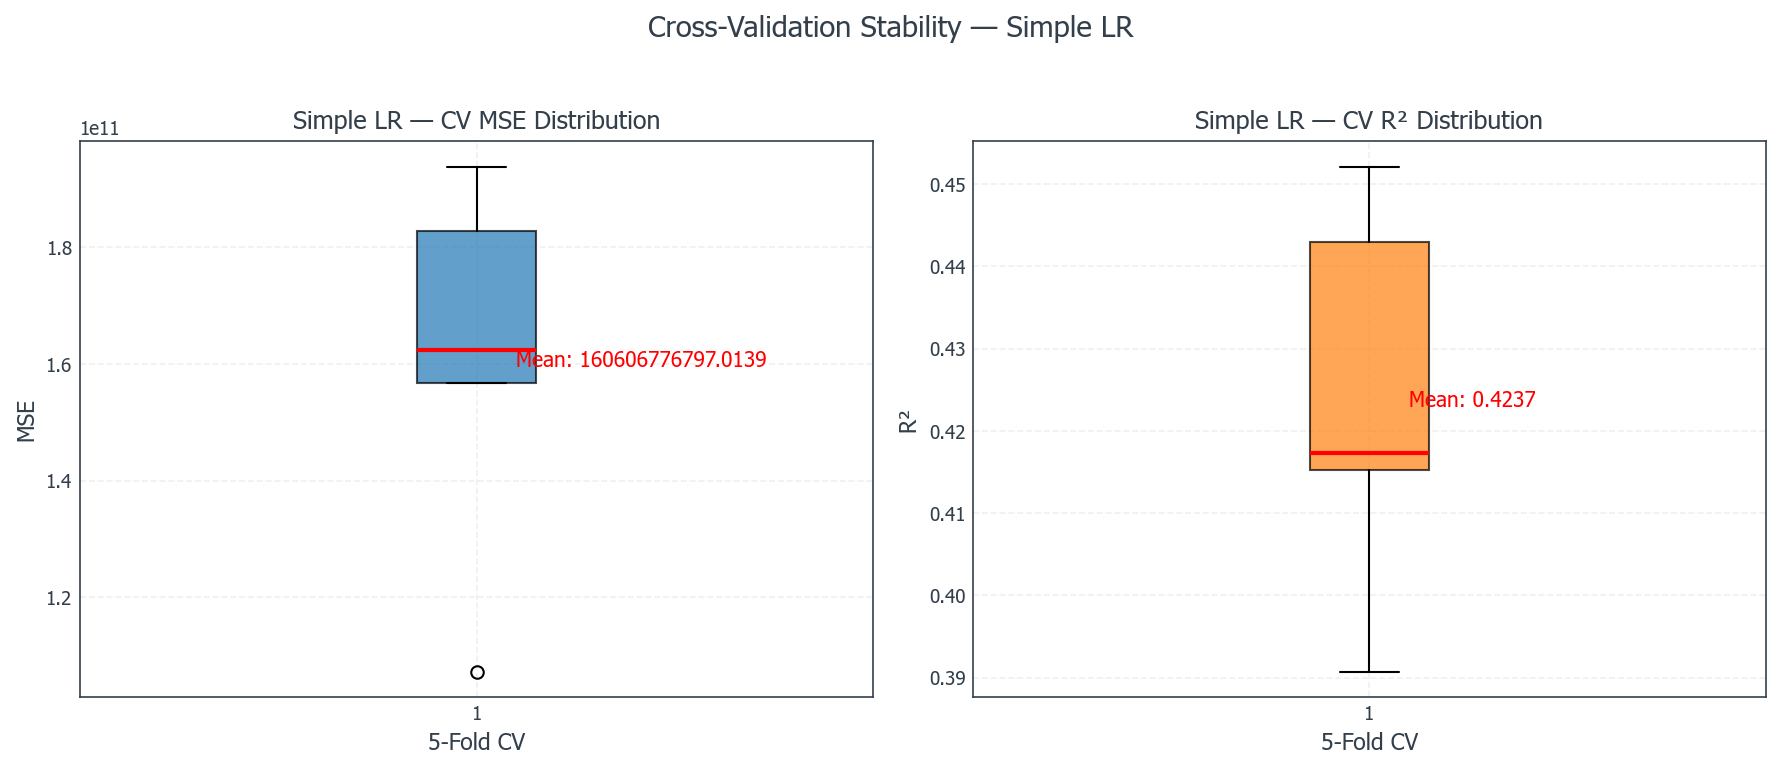 Cross-Validation Stability — Simple LR
Simple LR — CV MSE Distribution
1e11
MSE
1.8
1.6
1.4
1.2
Mean: 160606776797.0139
1
5-Fold CV
Simple LR — CV R² Distribution
R²
0.45
0.44
0.43
0.42
0.41
0.40
0.39
Mean: 0.4237
1
5-Fold CV